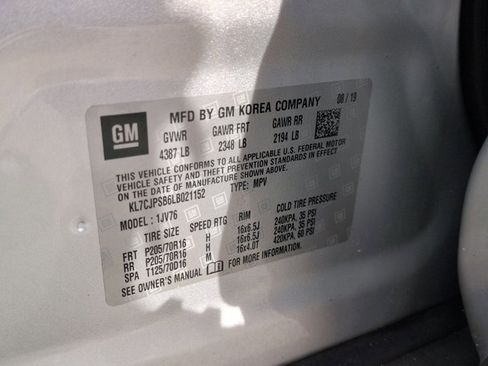 GM
MFD BY GM KOREA COMPANY 08 / 19
GVWR GAWR FRT GAWR RR
4387 LB 2348 LB 2194 LB
THIS VEHICLE CONFORMS TO ALL APPLICABLE U.S. FEDERAL MOTOR
VEHICLE SAFETY AND THEFT PREVENTION STANDARDS IN EFFECT
ON THE DATE OF MANUFACTURE SHOWN ABOVE.
KL7CJPSB6LB021152 TYPE: MPV
MODEL : 1JV76
TIRE SIZE SPEED RTG RIM COLD TIRE PRESSURE
FRT P205/70R16 H 16x6.5J 240KPA, 35 PSI
RR P205/70R16 H 16x6.5J 240KPA, 35 PSI
SPA T125/70D16 M 16x4.0T 420KPA, 60 PSI
SEE OWNER'S MANUAL FOR MORE INFORMATION